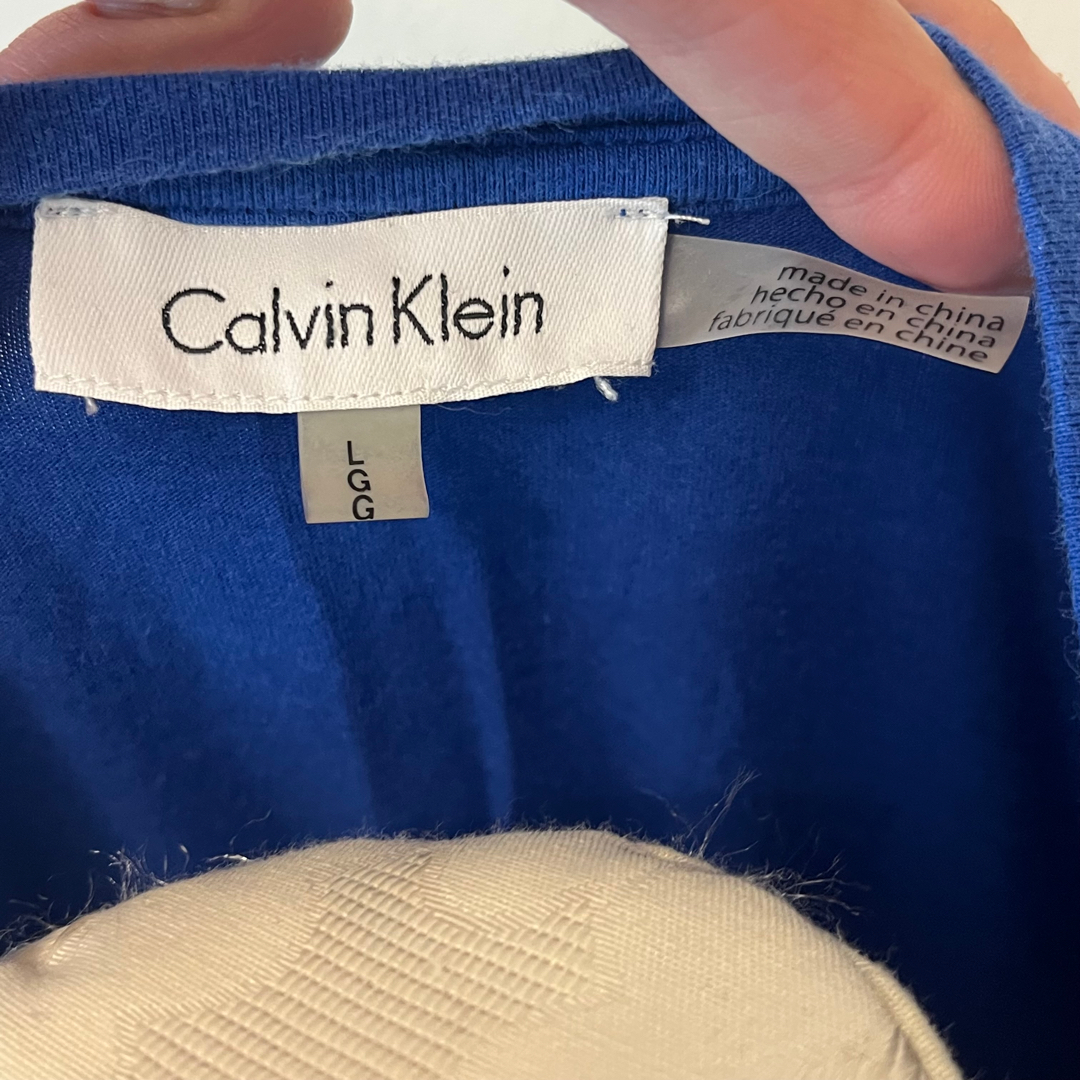 Calvin Klein
made in china
hecho en china
fabriqué en chine
L
G
G